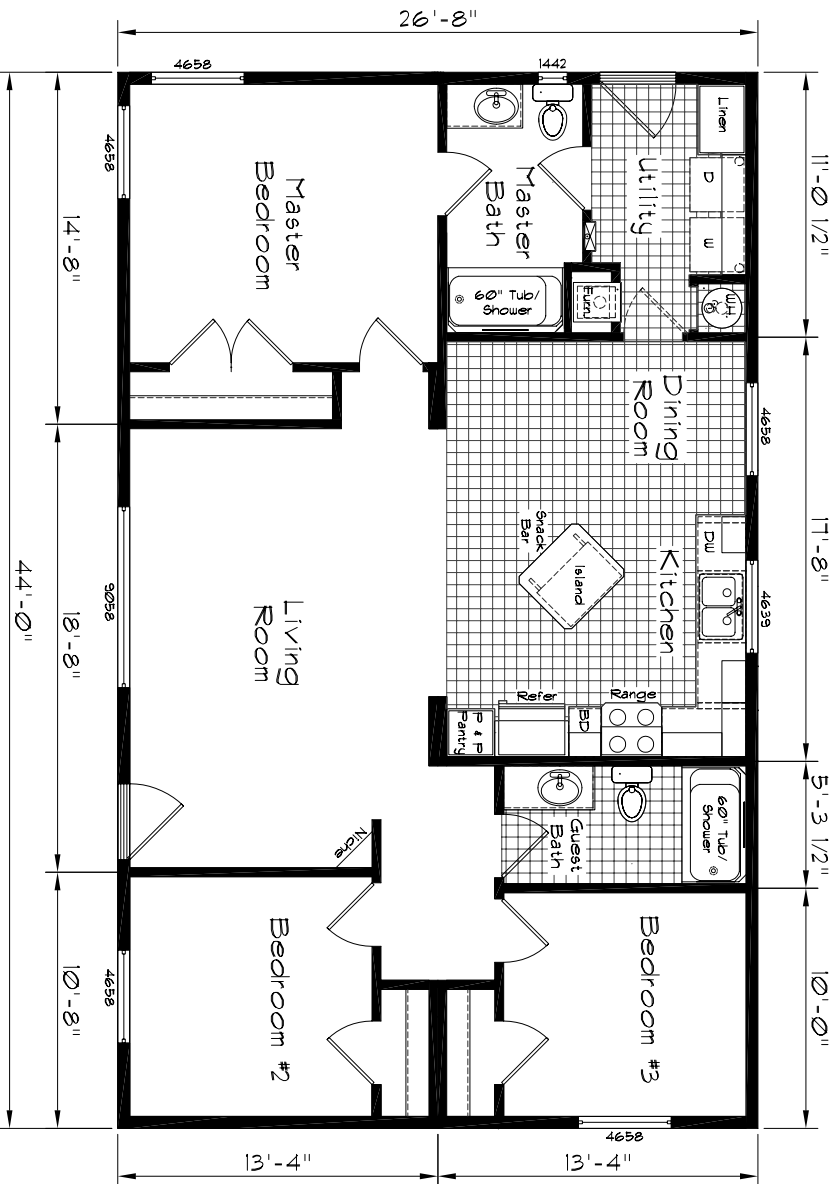 26'-8"
4658
1442
4658
Master
Bedroom
Master
Bath
Utility
Linen
D
W
11'-0 1/2"
14'-8"
60" Tub/
Shower
Furn
WH
Dining
Room
4658
Snack
Bar
Island
Kitchen
DW
4639
17'-8"
44'-0"
18'-8"
9058
Living
Room
Refer
Range
P & P
Pantry
BD
Niche
Guest
Bath
60" Tub/
Shower
5'-3 1/2"
10'-8"
4658
Bedroom #2
Bedroom #3
10'-0"
4658
13'-4"
13'-4"